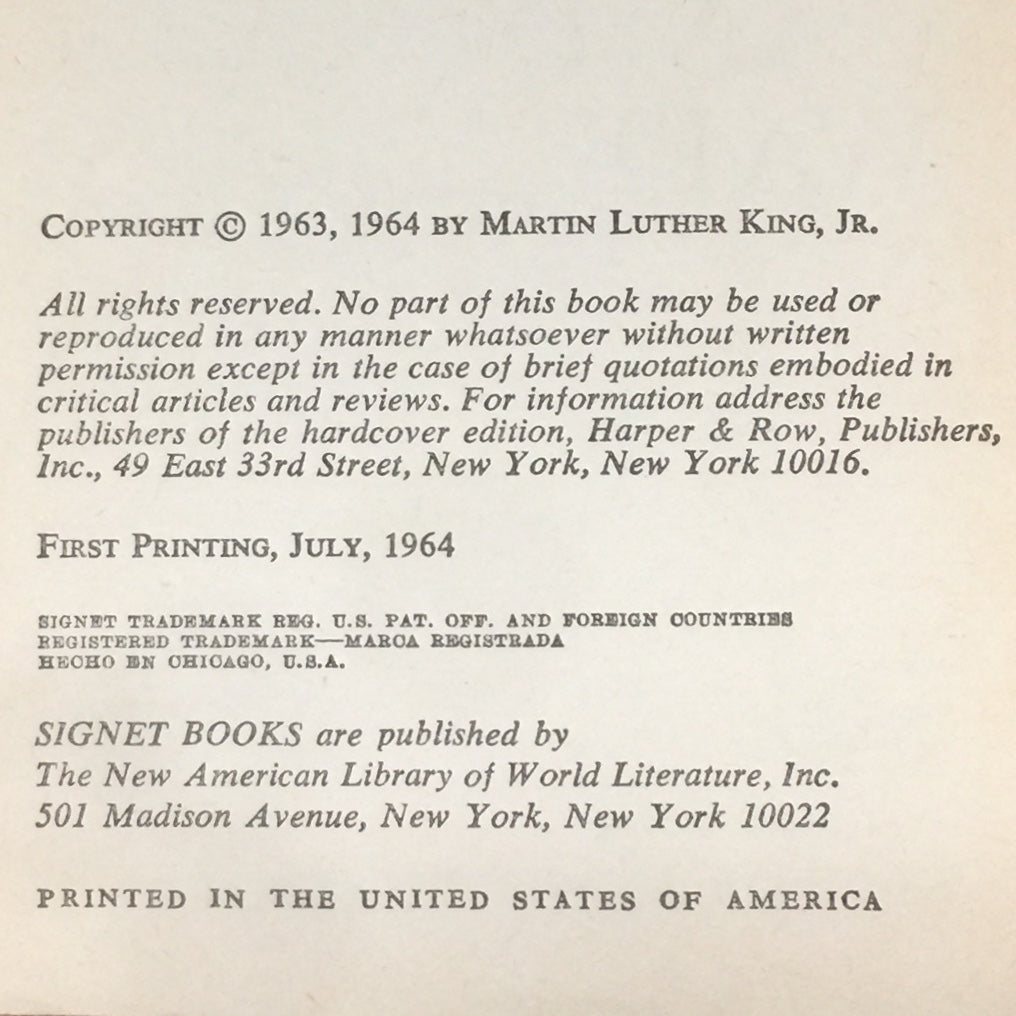 COPYRIGHT © 1963, 1964 BY MARTIN LUTHER KING, JR.
All rights reserved. No part of this book may be used or
reproduced in any manner whatsoever without written
permission except in the case of brief quotations embodied in
critical articles and reviews. For information address the
publishers of the hardcover edition, Harper & Row, Publishers,
Inc., 49 East 33rd Street, New York, New York 10016.
FIRST PRINTING, JULY, 1964
SIGNET TRADEMARK REG. U.S. PAT. OFF. AND FOREIGN COUNTRIES
REGISTERED TRADEMARK—MARCA REGISTRADA
HECHO EN CHICAGO, U.S.A.
SIGNET BOOKS are published by
The New American Library of World Literature, Inc.
501 Madison Avenue, New York, New York 10022
PRINTED IN THE UNITED STATES OF AMERICA